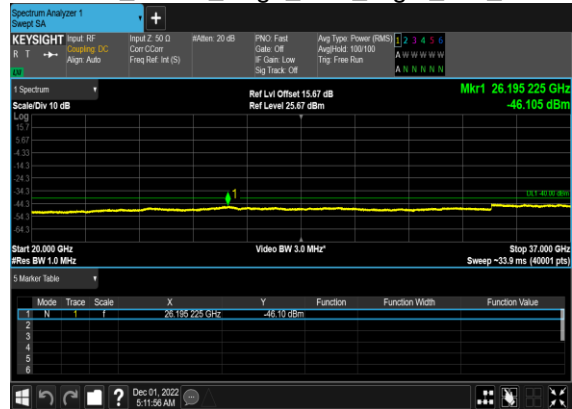 Spectrum Analyzer 1
Swept SA
+
KEYSIGHT Input: RF Input Z: 50 Ω #Atten: 20 dB PNO: Fast Avg Type: Power (RMS) 1 2 3 4 5 6
R T Coupling: DC Corr CCorr Gate: Off Avg|Hold: 100/100 A W W W W W
Align: Auto Freq Ref: Int (S) IF Gain: Low Trig: Free Run
Sig Track: Off A N N N N N
1 Spectrum Ref Lvl Offset 15.67 dB Mkr1 26.195 225 GHz
Scale/Div 10 dB Ref Level 25.67 dBm -46.105 dBm
Log
15.7
5.67
-4.33
-14.3
-24.3
-34.3
1
DL1 -40.00 dBm
-44.3
-54.3
-64.3
Start 20.000 GHz Video BW 3.0 MHz* Stop 37.000 GHz
#Res BW 1.0 MHz Sweep ~33.9 ms (40001 pts)
5 Marker Table
Mode Trace Scale X Y Function Function Width Function Value
1 N 1 f 26.195 225 GHz -46.10 dBm
2
3
4
5
6
? Dec 01, 2022
5:11:56 AM